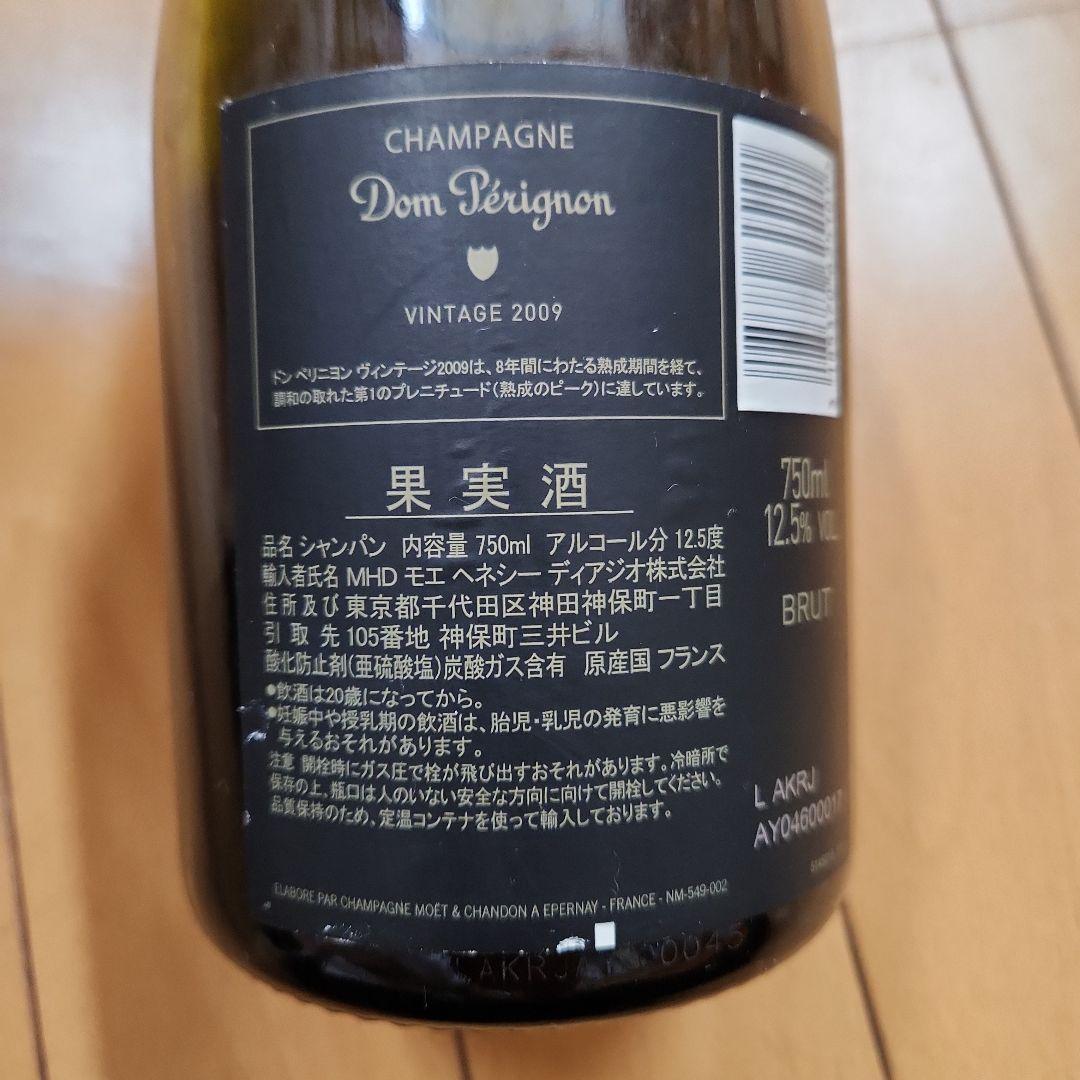 CHAMPAGNE
Dom Pérignon
VINTAGE 2009
ドン ペリニヨン ヴィンテージ2009は、8年間にわたる熟成期間を経て、
調和の取れた第1のプレニチュード(熟成のピーク)に達しています。
果実酒
品名 シャンパン 内容量 750ml アルコール分 12.5度
輸入者氏名 MHD モエ ヘネシー ディアジオ株式会社
住所及び 東京都千代田区神田神保町一丁目
引取先 105番地 神保町三井ビル
酸化防止剤(亜硫酸塩)炭酸ガス含有 原産国 フランス
●飲酒は20歳になってから。
●妊娠中や授乳期の飲酒は、胎児・乳児の発育に悪影響を
与えるおそれがあります。
注意 開栓時にガス圧で栓が飛び出すおそれがあります。冷暗所で
保存の上、瓶口は人のいない安全な方向に向けて開栓してください。
品質保持のため、定温コンテナを使って輸入しております。
ELABORE PAR CHAMPAGNE MOËT & CHANDON A EPERNAY - FRANCE - NM-549-002
750ml
12.5% VOL
BRUT
L AKRJ
AY04600017